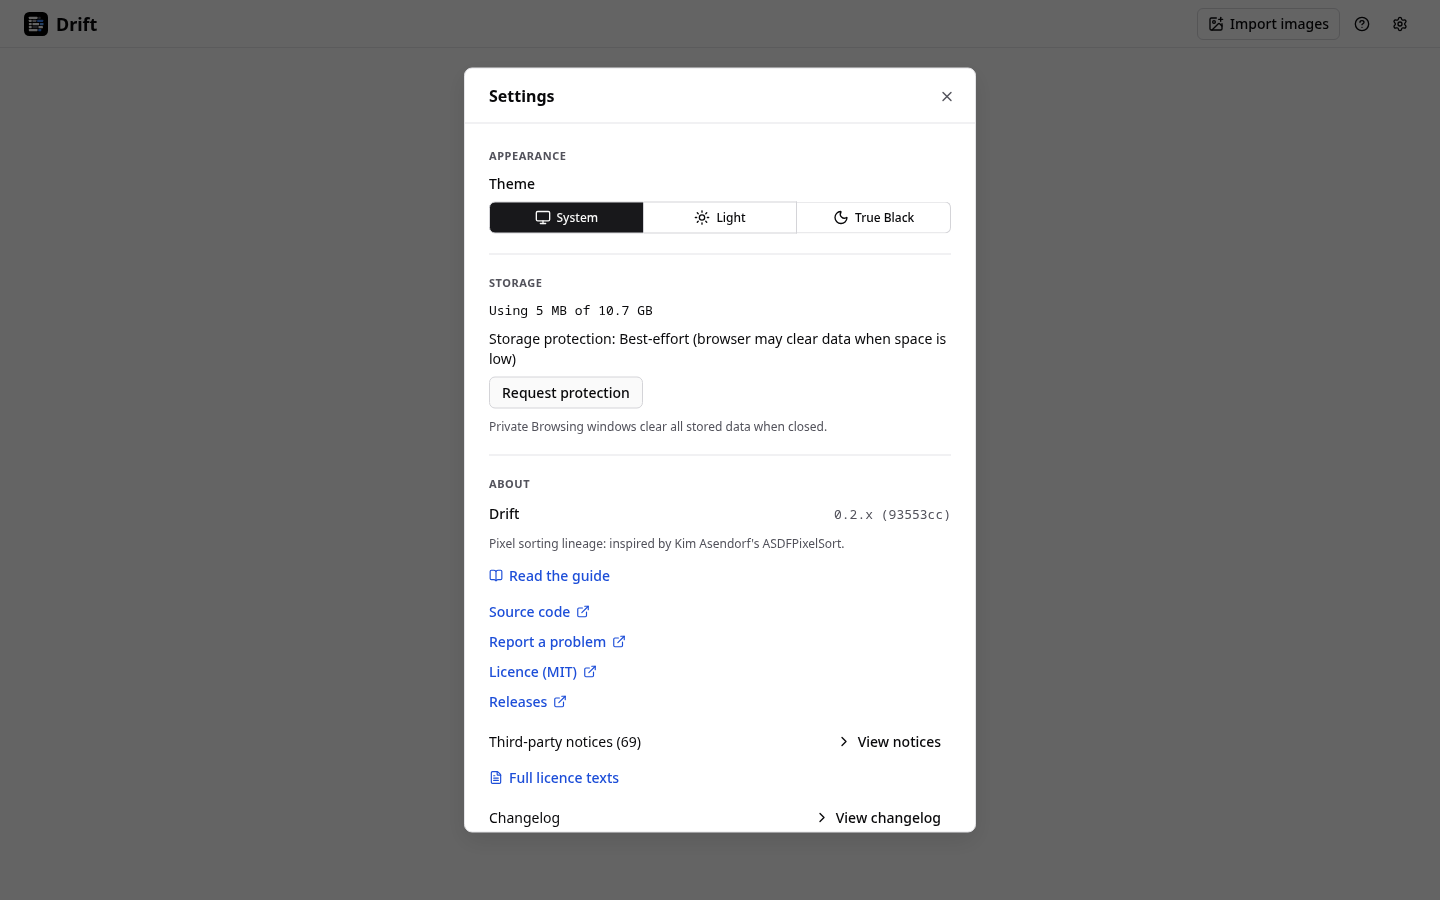 Drift
Import images
Settings
APPEARANCE
Theme
System
Light
True Black
STORAGE
Using 5 MB of 10.7 GB
Storage protection: Best-effort (browser may clear data when space is
low)
Request protection
Private Browsing windows clear all stored data when closed.
ABOUT
Drift
0.2.x (93553cc)
Pixel sorting lineage: inspired by Kim Asendorf's ASDFPixelSort.
Read the guide
Source code
Report a problem
Licence (MIT)
Releases
Third-party notices (69)
View notices
Full licence texts
Changelog
View changelog